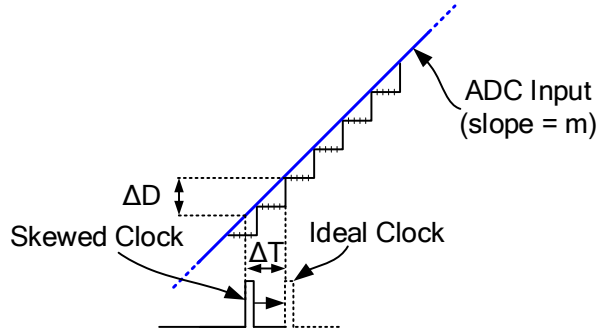 ADC Input
(slope = m)
ΔD
Skewed Clock
ΔT
Ideal Clock